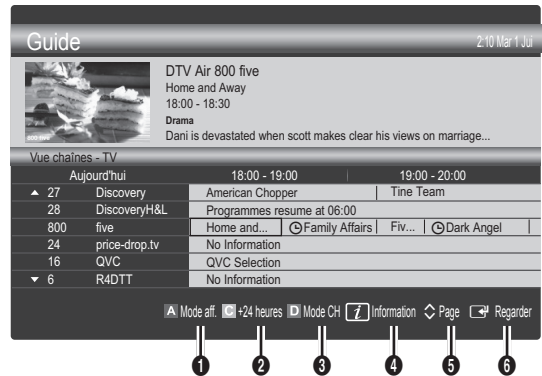 Guide 2:10 Mar 1 Jui
DTV Air 800 five
Home and Away
18:00 - 18:30
Drama
Dani is devastated when scott makes clear his views on marriage...
800 five
Vue chaînes - TV
Aujourd'hui 18:00 - 19:00 19:00 - 20:00
▲ 27 Discovery American Chopper Tine Team
28 DiscoveryH&L Programmes resume at 06:00
800 five Home and... Family Affairs Fiv... Dark Angel
24 price-drop.tv No Information
16 QVC QVC Selection
▼ 6 R4DTT No Information
A Mode aff. C +24 heures D Mode CH i Information Page Regarder
1 2 3 4 5 6